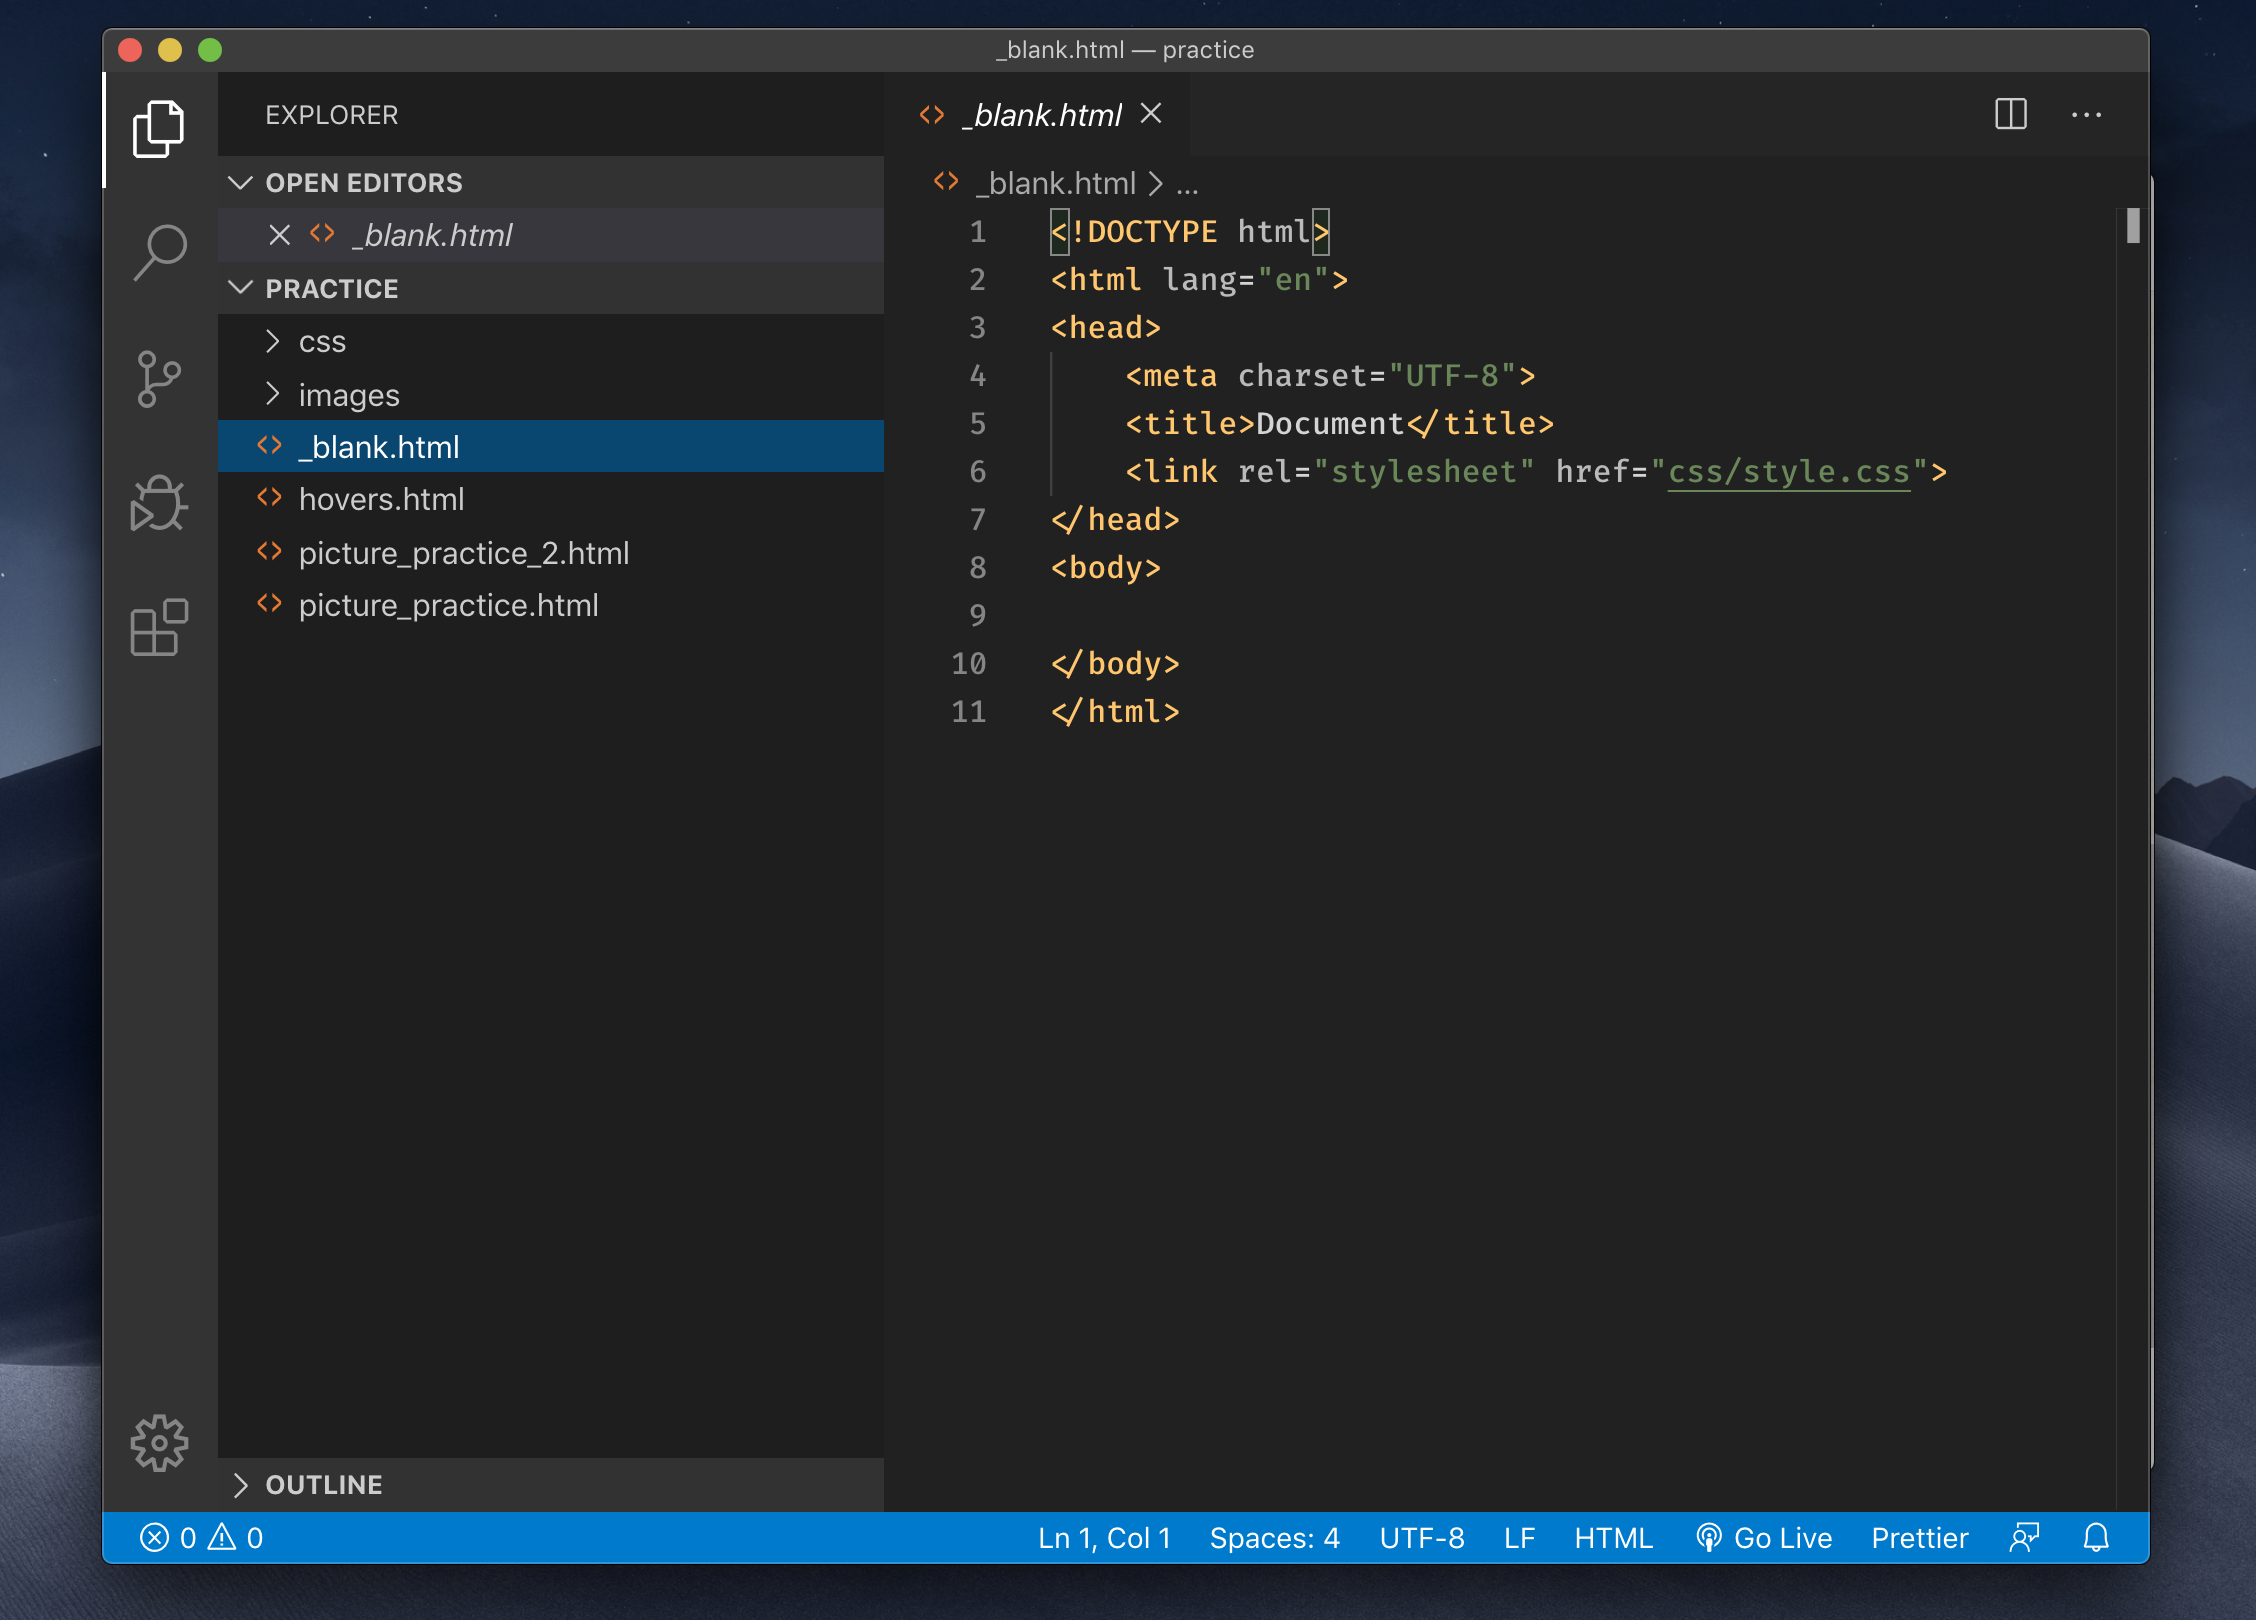 _blank.html — practice
EXPLORER
OPEN EDITORS
_blank.html
PRACTICE
css
images
_blank.html
hovers.html
picture_practice_2.html
picture_practice.html
OUTLINE
_blank.html
_blank.html > ...
1 <!DOCTYPE html>
2 <html lang="en">
3 <head>
4     <meta charset="UTF-8">
5     <title>Document</title>
6     <link rel="stylesheet" href="css/style.css">
7 </head>
8 <body>
9
10 </body>
11 </html>
0 0 Ln 1, Col 1 Spaces: 4 UTF-8 LF HTML Go Live Prettier